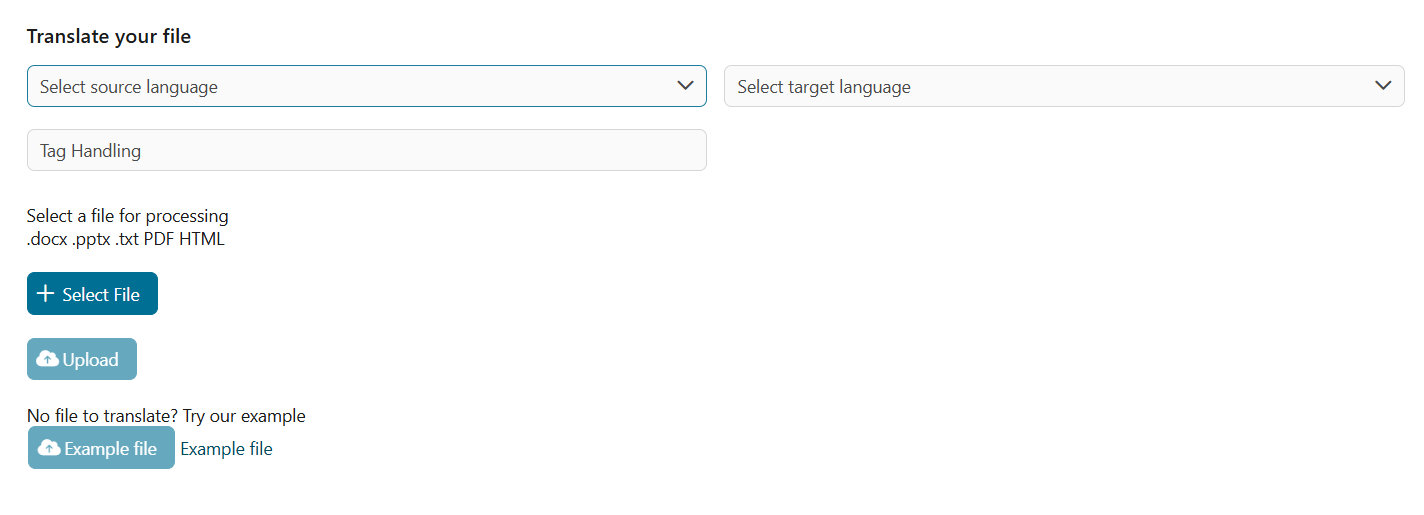 Translate your file
Select source language
Select target language
Tag Handling
Select a file for processing
.docx .pptx .txt PDF HTML
Select File
Upload
No file to translate? Try our example
Example file Example file